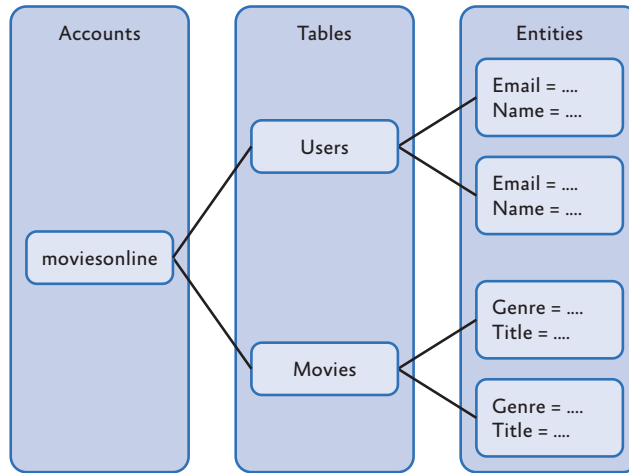 Accounts
Tables
Entities
moviesonline
Users
Movies
Email = ....
Name = ....
Email = ....
Name = ....
Genre = ....
Title = ....
Genre = ....
Title = ....